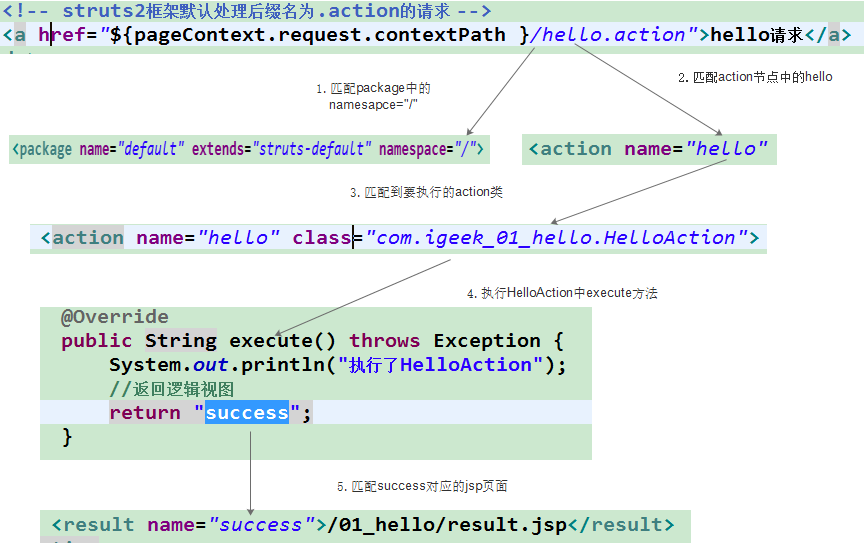 <!-- struts2框架默认处理后缀名为.action的请求 -->
<a href="${pageContext.request.contextPath }/hello.action">hello请求</a>
1. 匹配package中的
namesapce="/"
2. 匹配action节点中的hello
<package name="default" extends="struts-default" namespace="/">
<action name="hello"
3. 匹配到要执行的action类
<action name="hello" class="com.igeek_01_hello.HelloAction">
4. 执行HelloAction中execute方法
@Override
public String execute() throws Exception {
System.out.println("执行了HelloAction");
//返回逻辑视图
return "success";
}
5. 匹配success对应的jsp页面
<result name="success">/01_hello/result.jsp</result>